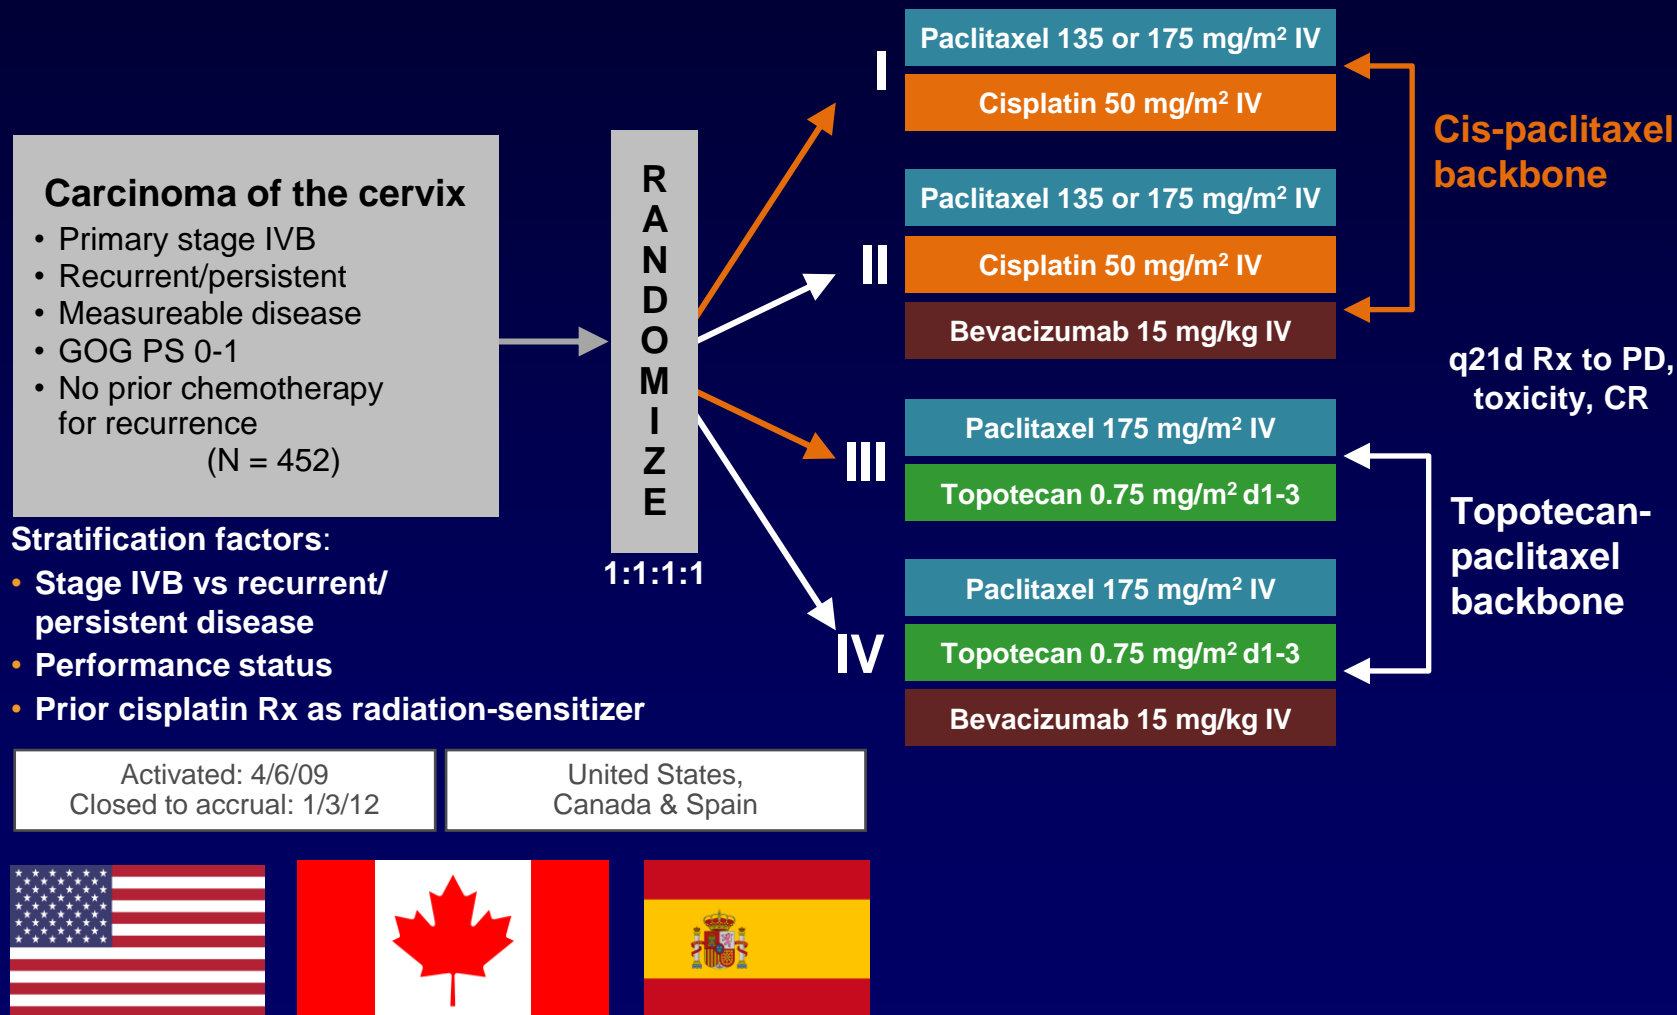 Carcinoma of the cervix
• Primary stage IVB
• Recurrent/persistent
• Measureable disease
• GOG PS 0-1
• No prior chemotherapy
for recurrence
(N = 452)
Stratification factors:
• Stage IVB vs recurrent/
persistent disease
• Performance status
• Prior cisplatin Rx as radiation-sensitizer
Activated: 4/6/09
Closed to accrual: 1/3/12
United States,
Canada & Spain
R
A
N
D
O
M
I
Z
E
1:1:1:1
I
Paclitaxel 135 or 175 mg/m² IV
Cisplatin 50 mg/m² IV
II
Paclitaxel 135 or 175 mg/m² IV
Cisplatin 50 mg/m² IV
Bevacizumab 15 mg/kg IV
III
Paclitaxel 175 mg/m² IV
Topotecan 0.75 mg/m² d1-3
IV
Paclitaxel 175 mg/m² IV
Topotecan 0.75 mg/m² d1-3
Bevacizumab 15 mg/kg IV
Cis-paclitaxel
backbone
q21d Rx to PD,
toxicity, CR
Topotecan-
paclitaxel
backbone